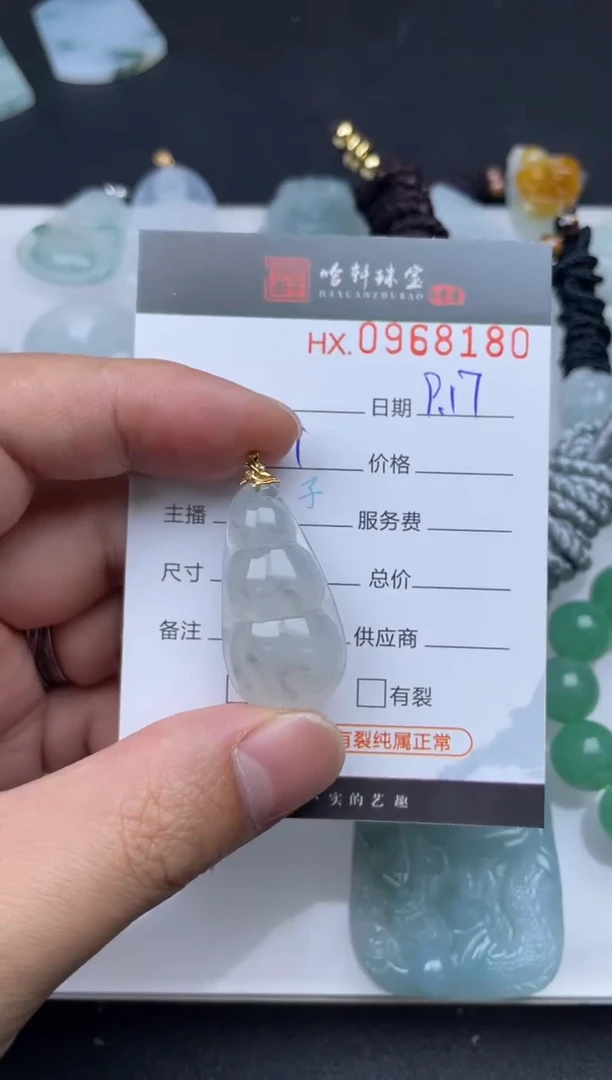 哈轩珠宝
HAXUANZHUBAO
HX.0968180
日期 P.17
价格
子
主播 服务费
尺寸 总价
备注 供应商
有裂
有裂纯属正常
实的艺趣